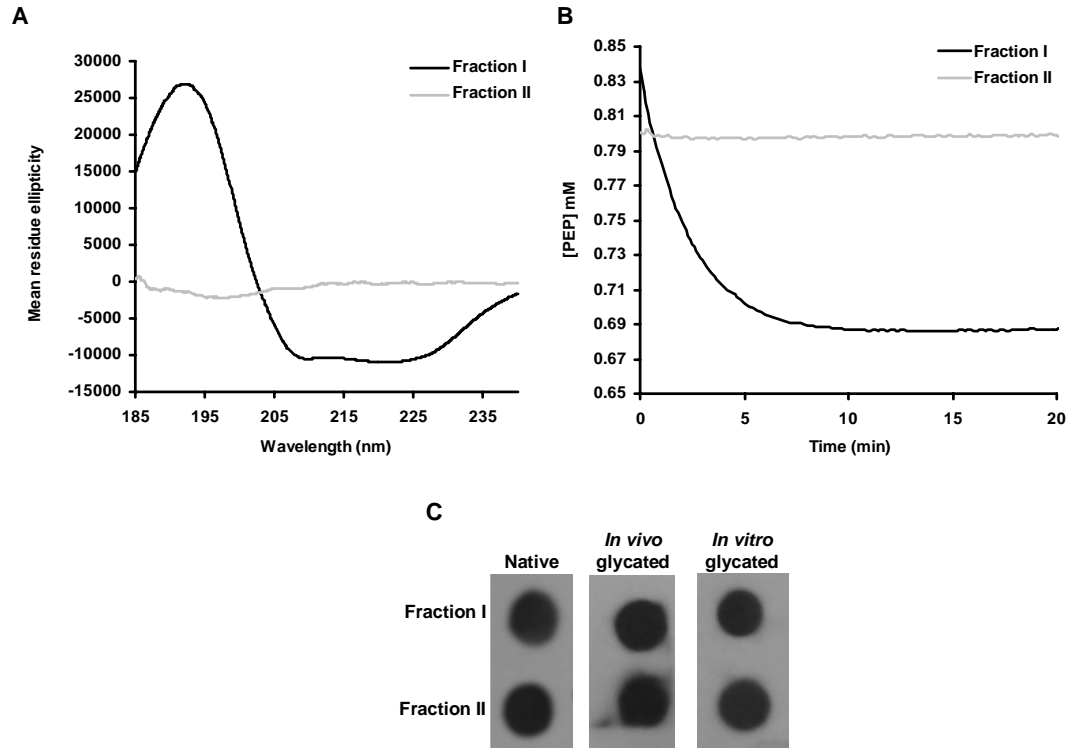 A
30000
25000
20000
15000
10000
5000
0
-5000
-10000
-15000
Mean residue ellipticity
185
195
205
215
225
235
Wavelength (nm)
Fraction I
Fraction II
B
0.85
0.83
0.81
0.79
0.77
0.75
0.73
0.71
0.69
0.67
0.65
[PEP] mM
0
5
10
15
20
Time (min)
Fraction I
Fraction II
C
Native
In vivo
glycated
In vitro
glycated
Fraction I
Fraction II